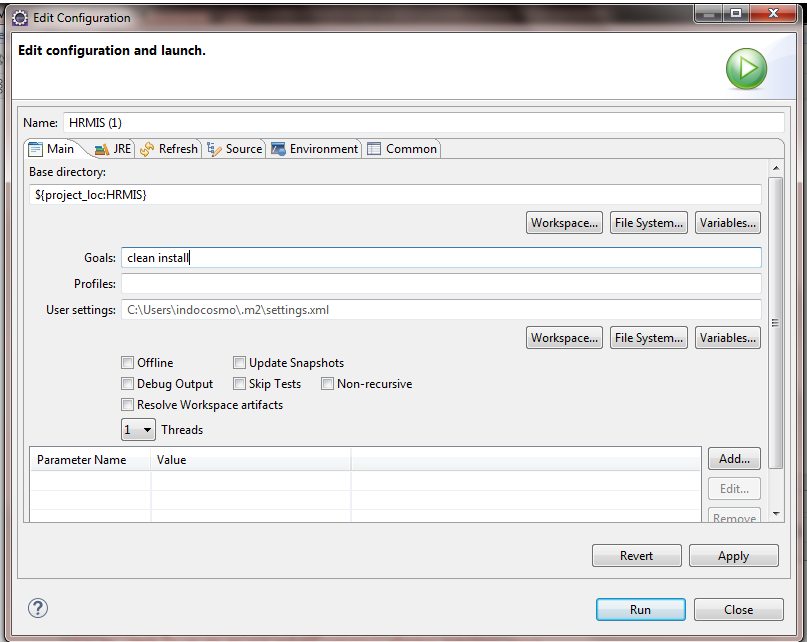 Edit Configuration
Edit configuration and launch.
Name: HRMIS (1)
Main JRE Refresh Source Environment Common
Base directory:
${project_loc:HRMIS}
Workspace... File System... Variables...
Goals: clean install
Profiles:
User settings: C:\Users\indocosmo\.m2\settings.xml
Workspace... File System... Variables...
Offline Update Snapshots
Debug Output Skip Tests Non-recursive
Resolve Workspace artifacts
1 Threads
Parameter Name Value Add...
Edit...
Remove
Revert Apply
? Run Close